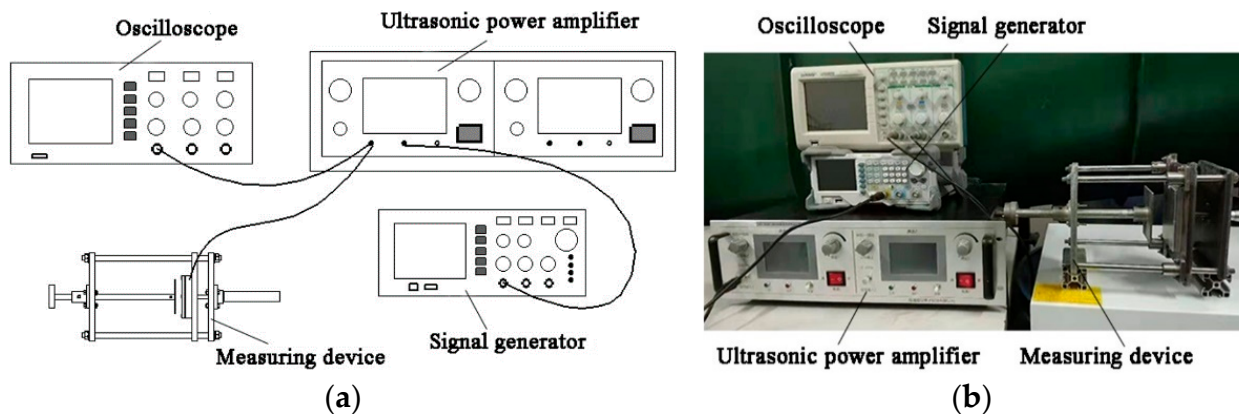 Oscilloscope
Ultrasonic power amplifier
Measuring device
Signal generator
(a)
Oscilloscope
Signal generator
Ultrasonic power amplifier
Measuring device
(b)